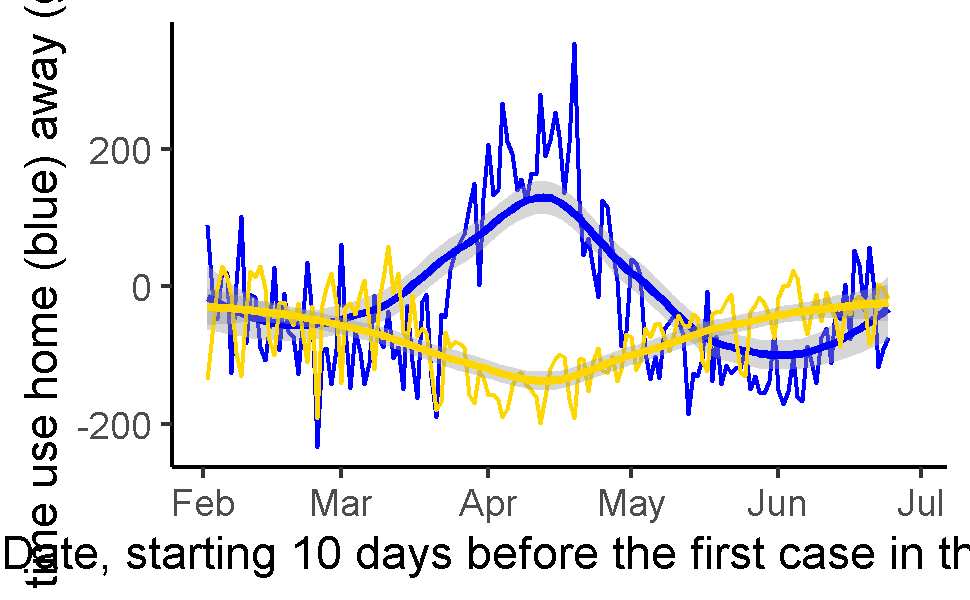 time use home (blue) away (
200
0
-200
Feb Mar Apr May Jun Jul
Date, starting 10 days before the first case in th